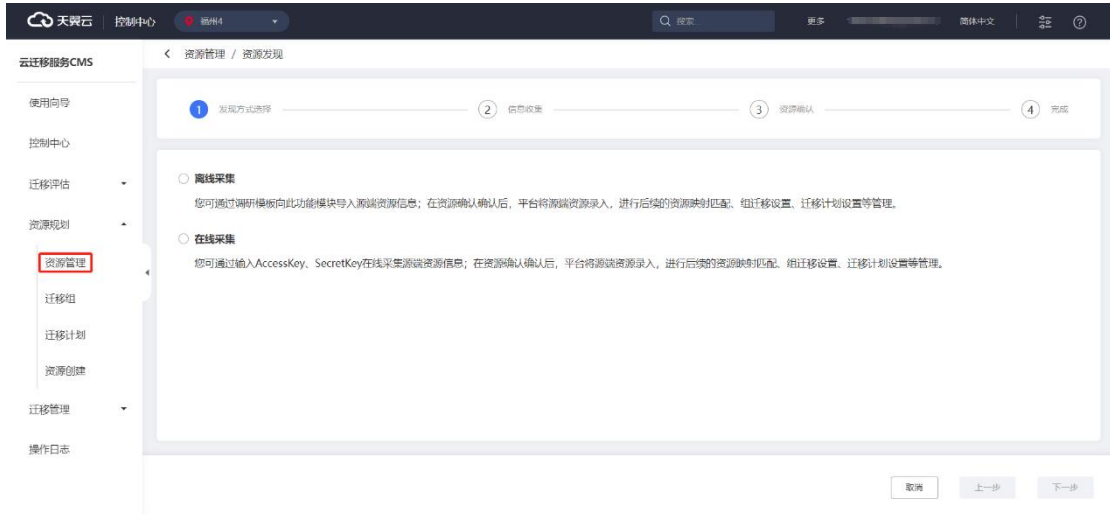 天翼云 控制中心 福州4 搜索... 更多 简体中文
云迁移服务CMS
使用向导
控制中心
迁移评估
资源规划
资源管理
迁移组
迁移计划
资源创建
迁移管理
操作日志
资源管理 / 资源发现
1 发现方式选择 2 信息收集 3 资源确认 4 完成
离线采集
您可通过调研模板向此功能模块导入源端资源信息；在资源确认确认后，平台将源端资源录入，进行后续的资源映射匹配、组迁移设置、迁移计划设置等管理。
在线采集
您可通过输入AccessKey、SecretKey在线采集源端资源信息；在资源确认确认后，平台将源端资源录入，进行后续的资源映射匹配、组迁移设置、迁移计划设置等管理。
取消 上一步 下一步